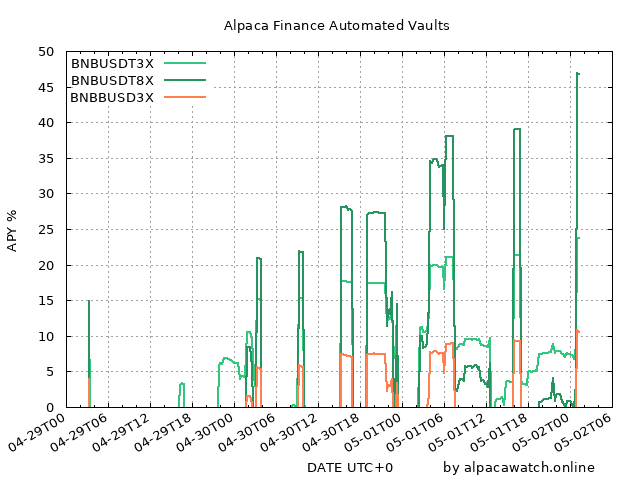 Alpaca Finance Automated Vaults
50
45
40
35
30
25
20
15
10
5
0
APY %
BNBUSDT3X
BNBUSDT8X
BNBBUSD3X
04-29T00
04-29T06
04-29T12
04-29T18
04-30T00
04-30T06
04-30T12
04-30T18
05-01T00
05-01T06
05-01T12
05-01T18
05-02T00
05-02T06
DATE UTC+0
by alpacawatch.online